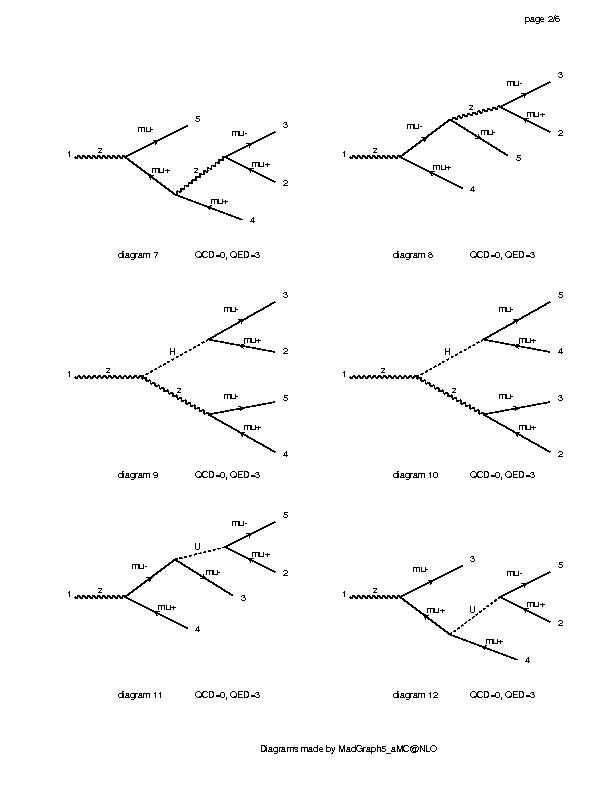 page 2/6
1 z mu- 5 mu+ z mu- 3 mu+ 2 mu+ 4
diagram 7 QCD=0, QED=3
1 z mu- z mu- 3 mu+ 2 mu- 5 mu+ 4
diagram 8 QCD=0, QED=3
1 z H mu- 3 mu+ 2 z mu- 5 mu+ 4
diagram 9 QCD=0, QED=3
1 z H mu- 5 mu+ 4 z mu- 3 mu+ 2
diagram 10 QCD=0, QED=3
1 z mu- U mu- 5 mu+ 2 mu- 3 mu+ 4
diagram 11 QCD=0, QED=3
1 z mu- 3 mu+ U mu- 5 mu+ 2 mu+ 4
diagram 12 QCD=0, QED=3
Diagrams made by MadGraph5_aMC@NLO